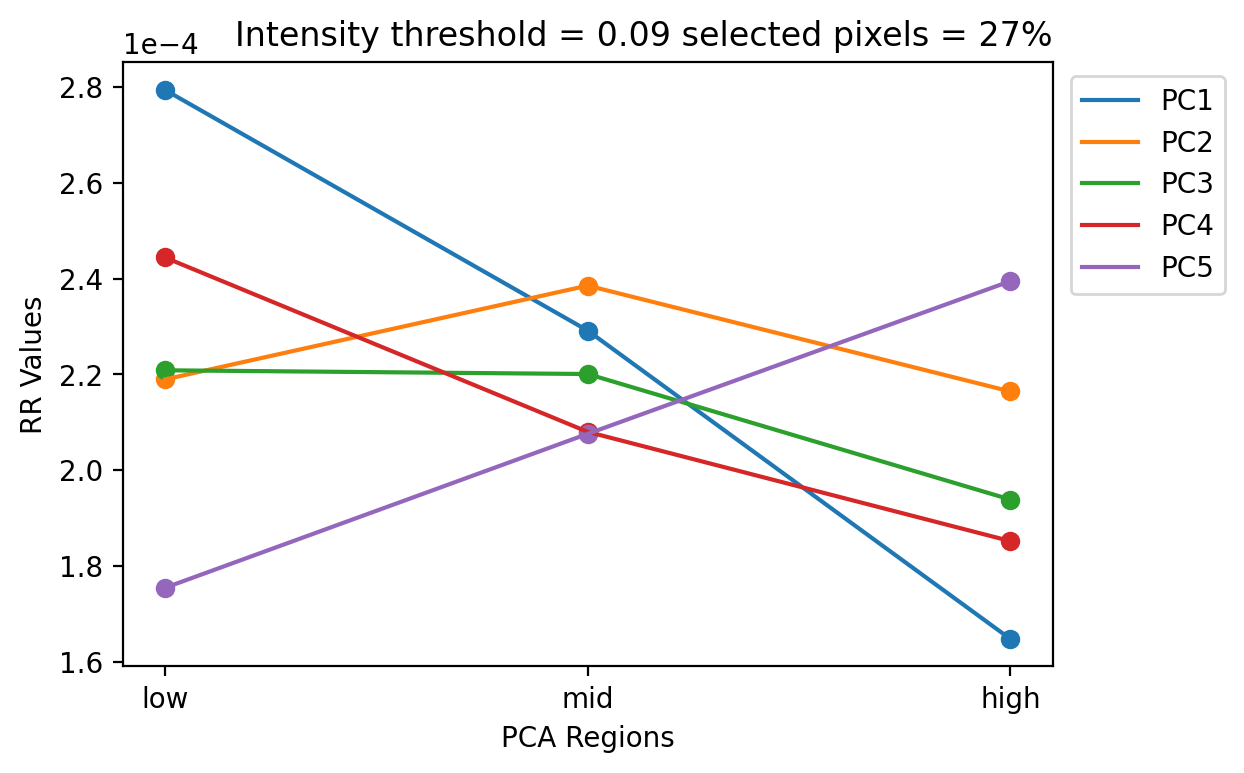 Intensity threshold = 0.09 selected pixels = 27%
1e−4
2.8
2.6
2.4
2.2
2.0
1.8
1.6
RR Values
low mid high
PCA Regions
PC1
PC2
PC3
PC4
PC5